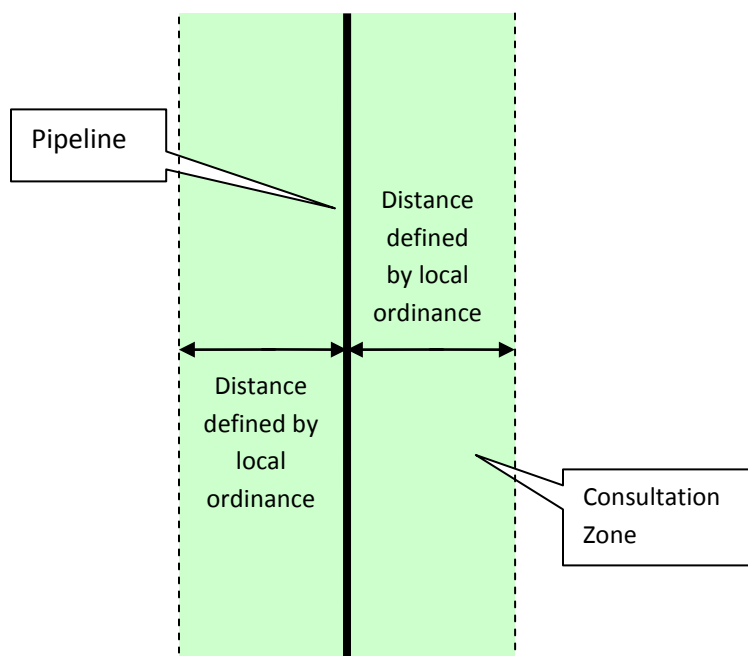 Pipeline
Distance
defined
by local
ordinance
Distance
defined by
local
ordinance
Consultation
Zone